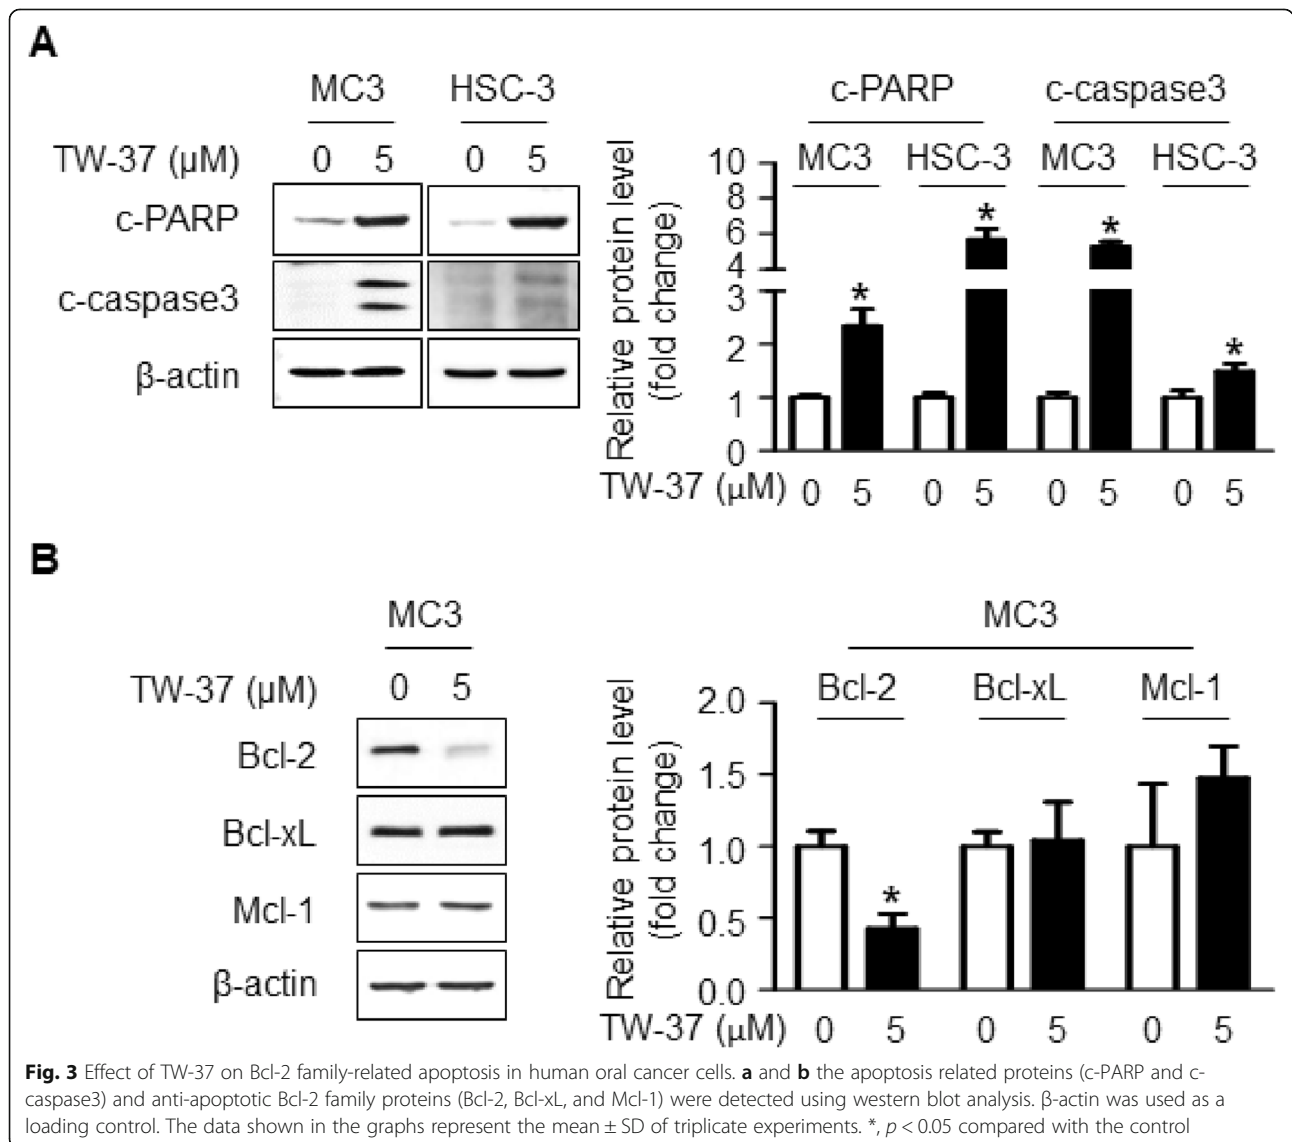 A
MC3 HSC-3
TW-37 (µM) 0 5 0 5
c-PARP
c-caspase3
β-actin
c-PARP c-caspase3
MC3 HSC-3 MC3 HSC-3
Relative protein level
(fold change)
10
8
6
4
3
2
1
0
* * * *
TW-37 (µM) 0 5 0 5 0 5 0 5
B
MC3
TW-37 (µM) 0 5
Bcl-2
Bcl-xL
Mcl-1
β-actin
MC3
Bcl-2 Bcl-xL Mcl-1
Relative protein level
(fold change)
2.0
1.5
1.0
0.5
0.0
*
TW-37 (µM) 0 5 0 5 0 5
Fig. 3 Effect of TW-37 on Bcl-2 family-related apoptosis in human oral cancer cells. a and b the apoptosis related proteins (c-PARP and c-
caspase3) and anti-apoptotic Bcl-2 family proteins (Bcl-2, Bcl-xL, and Mcl-1) were detected using western blot analysis. β-actin was used as a
loading control. The data shown in the graphs represent the mean ± SD of triplicate experiments. *, p < 0.05 compared with the control